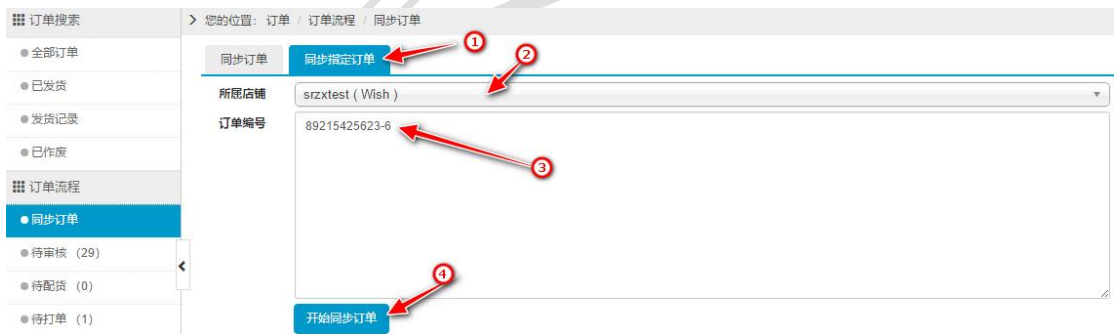 订单搜索
全部订单
已发货
发货记录
已作废
订单流程
同步订单
待审核 (29)
待配货 (0)
待打单 (1)
您的位置: 订单 / 订单流程 / 同步订单
同步订单 同步指定订单
所属店铺 srzxtest ( Wish )
订单编号 89215425623-6
开始同步订单
1
2
3
4